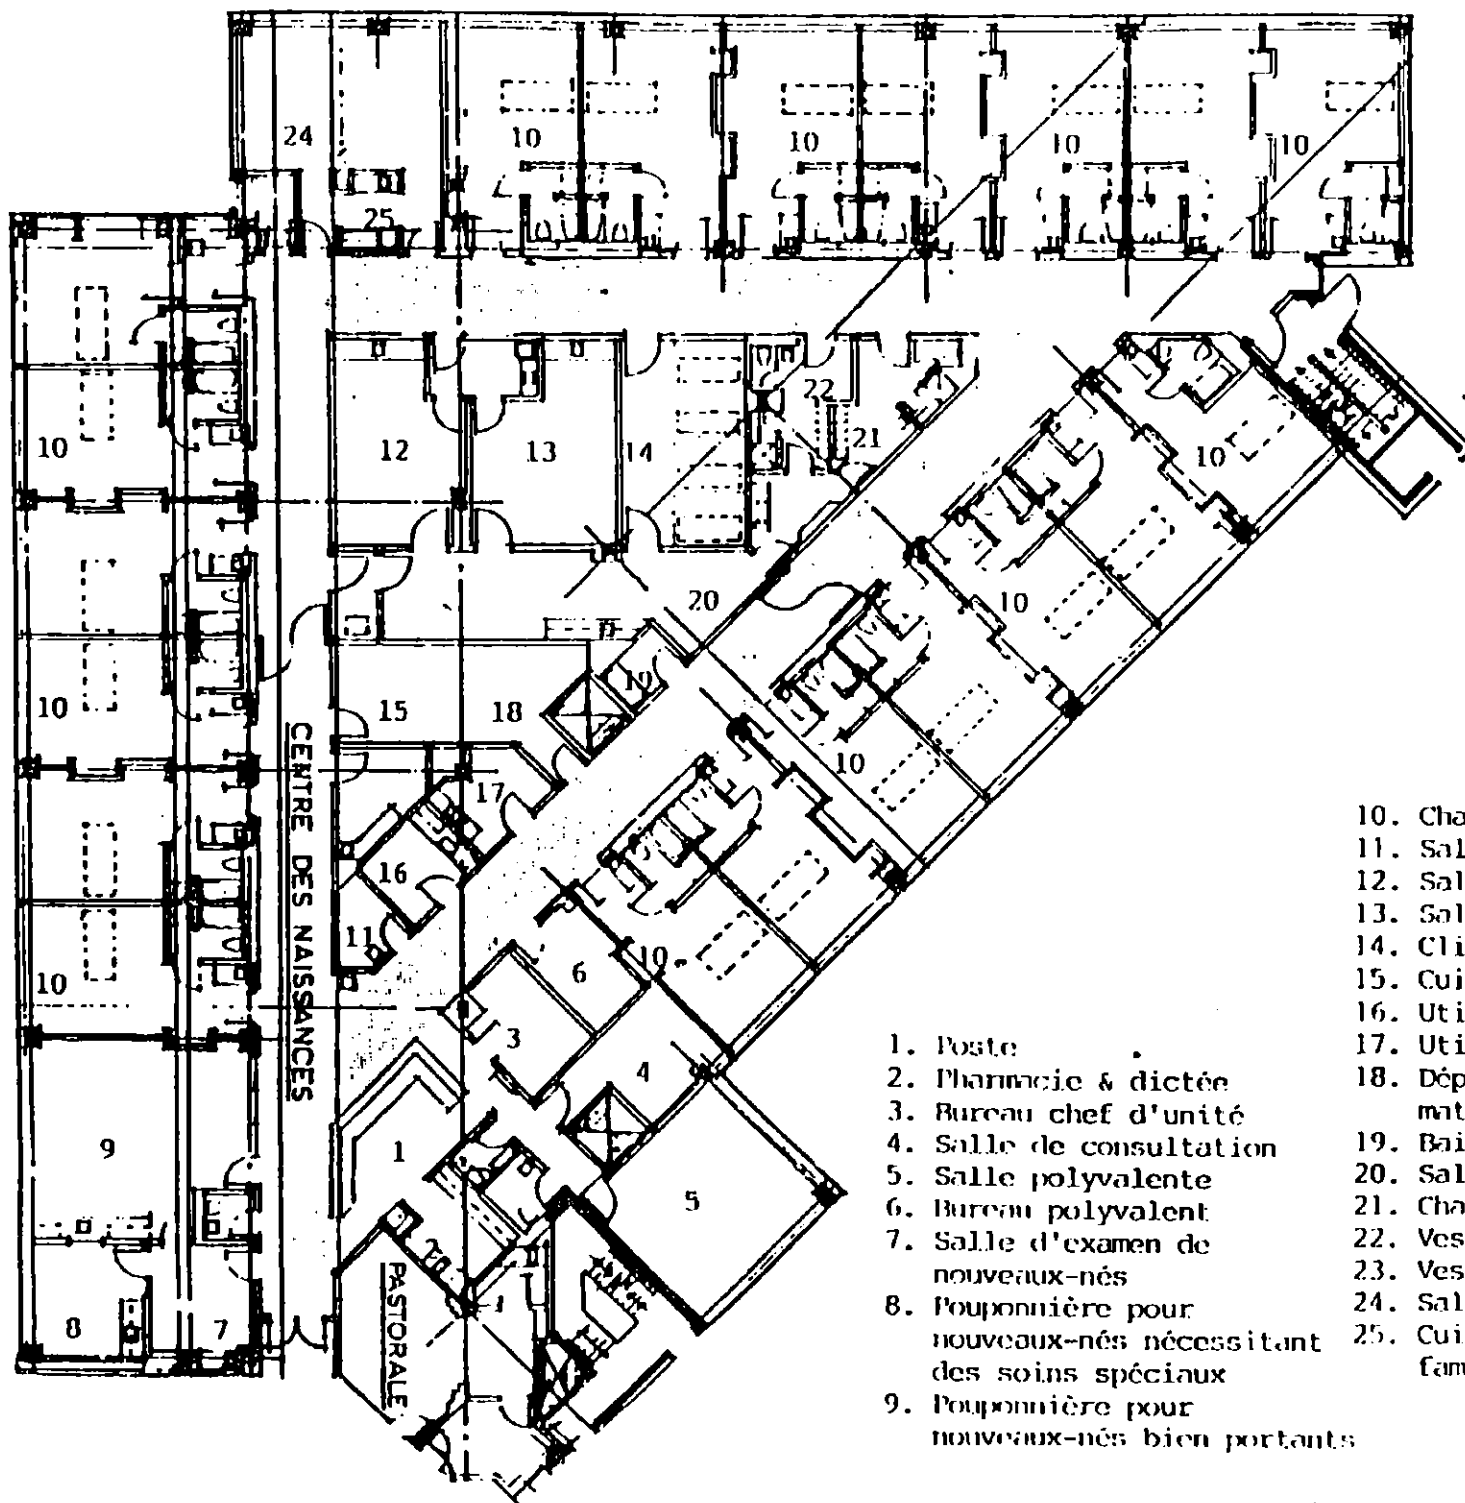 24
10
10
10
10
25
10
12
13
14
22
21
10
10
20
10
15
18
19
10
17
16
11
10
6
10
3
4
9
1
5
2
8
7
CENTRE DES NAISSANCES
PASTORALE
1. Poste
2. Pharmacie & dictée
3. Bureau chef d'unité
4. Salle de consultation
5. Salle polyvalente
6. Bureau polyvalent
7. Salle d'examen de
nouveaux-nés
8. Pouponnière pour
nouveaux-nés nécessitant
des soins spéciaux
9. Pouponnière pour
nouveaux-nés bien portants
10. Cha
11. Sal
12. Sal
13. Sal
14. Cli
15. Cui
16. Uti
17. Uti
18. Dép
mat
19. Bai
20. Sal
21. Cha
22. Ves
23. Ves
24. Sal
25. Cui
fam